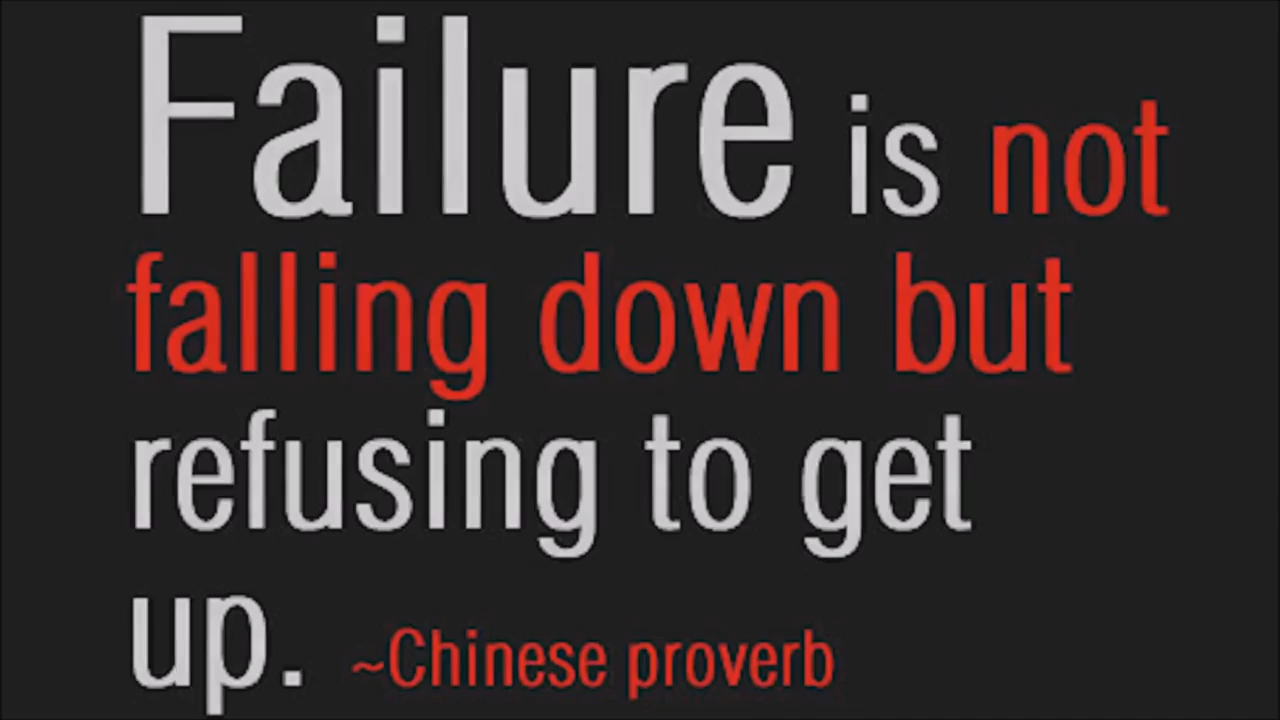 Failure is not
falling down but
refusing to get
up. ~Chinese proverb